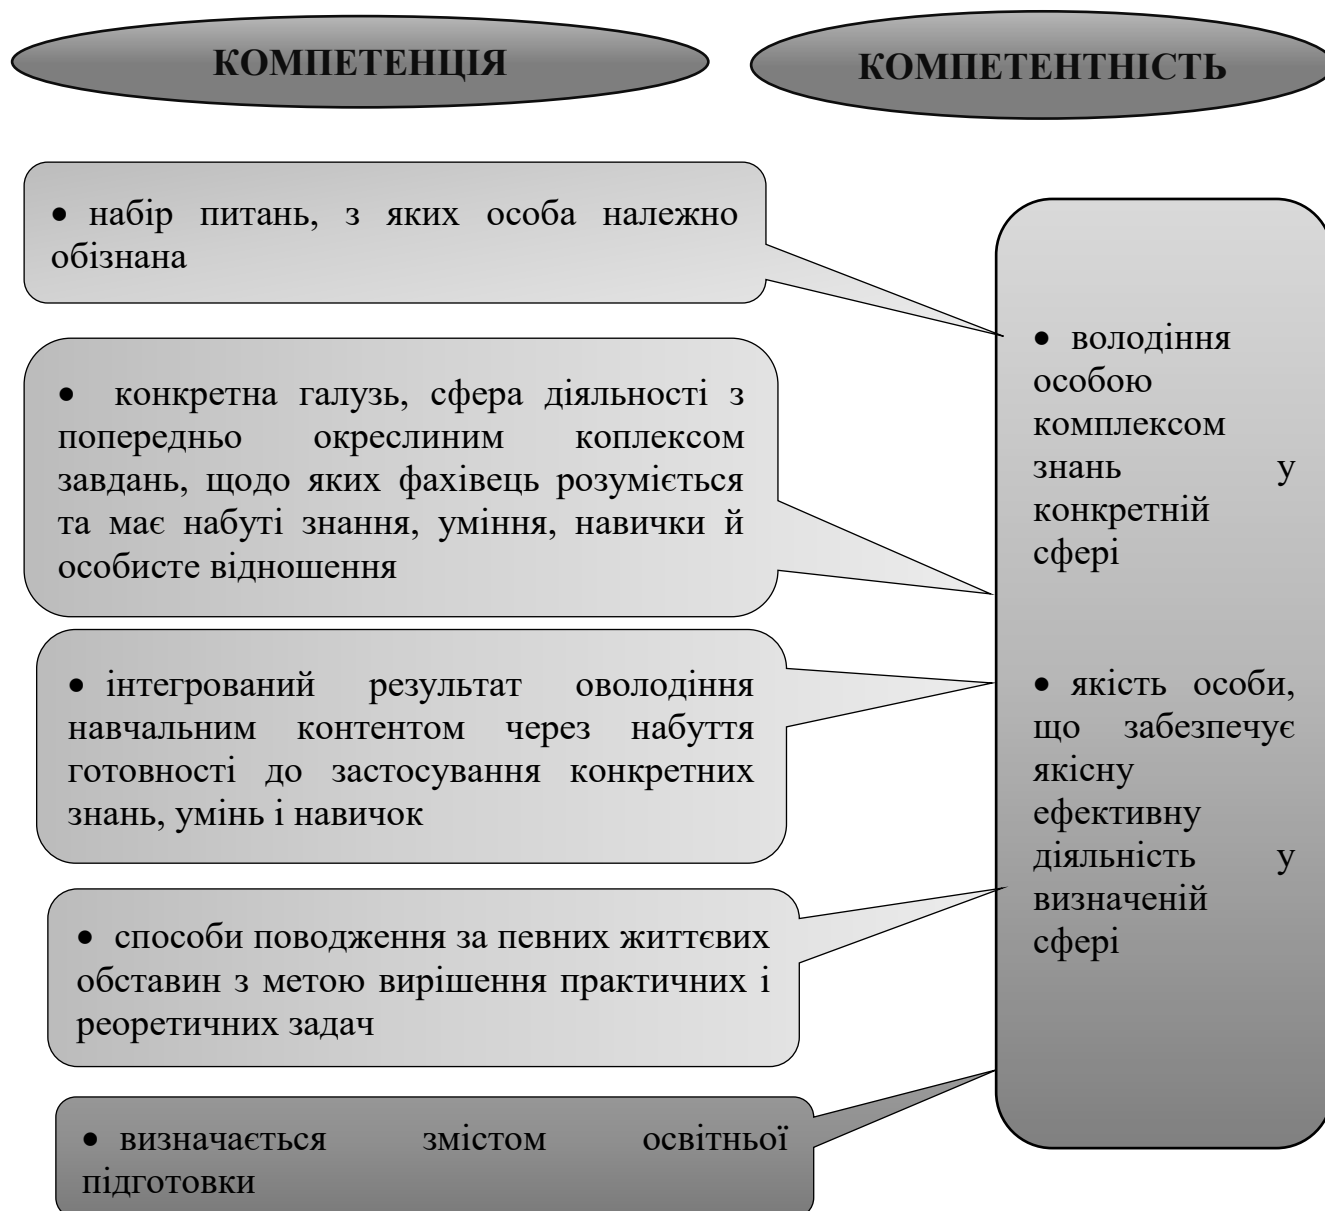 КОМПЕТЕНЦІЯ
КОМПЕТЕНТНІСТЬ
• набір питань, з яких особа належно
обізнана
• конкретна галузь, сфера діяльності з
попередньо окреслиним коплексом
завдань, щодо яких фахівець розуміється
та має набуті знання, уміння, навички й
особисте відношення
• інтегрований результат оволодіння
навчальним контентом через набуття
готовності до застосування конкретних
знань, умінь і навичок
• способи поводження за певних життєвих
обставин з метою вирішення практичних і
реоретичних задач
• визначається змістом освітньої
підготовки
• володіння
особою
комплексом
знань у
конкретній
сфері
• якість особи,
що забезпечує
якісну
ефективну
діяльність у
визначеній
сфері